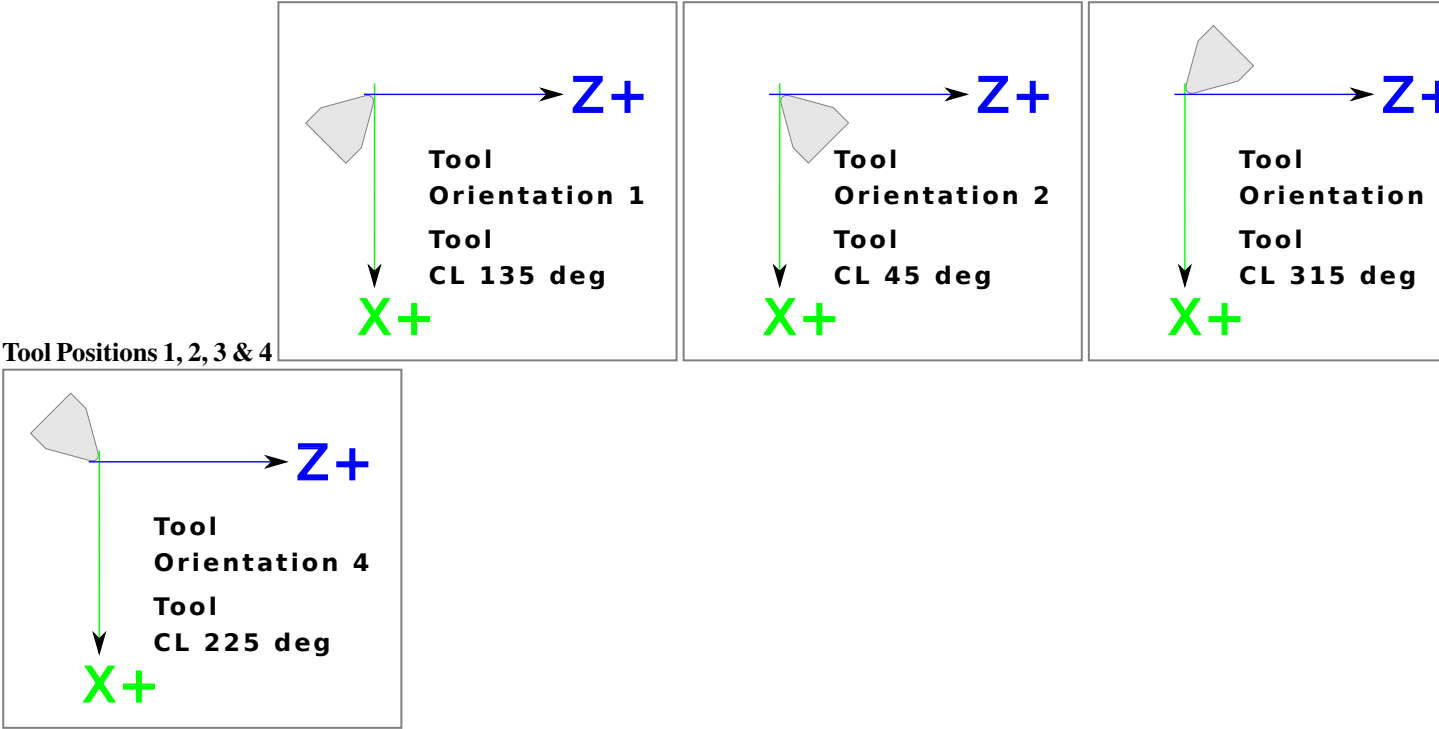 Z+
Tool
Orientation 1
Tool
CL 135 deg
X+
Z+
Tool
Orientation 2
Tool
CL 45 deg
X+
Z+
Tool
Orientation
Tool
CL 315 deg
X+
Tool Positions 1, 2, 3 & 4
Z+
Tool
Orientation 4
Tool
CL 225 deg
X+